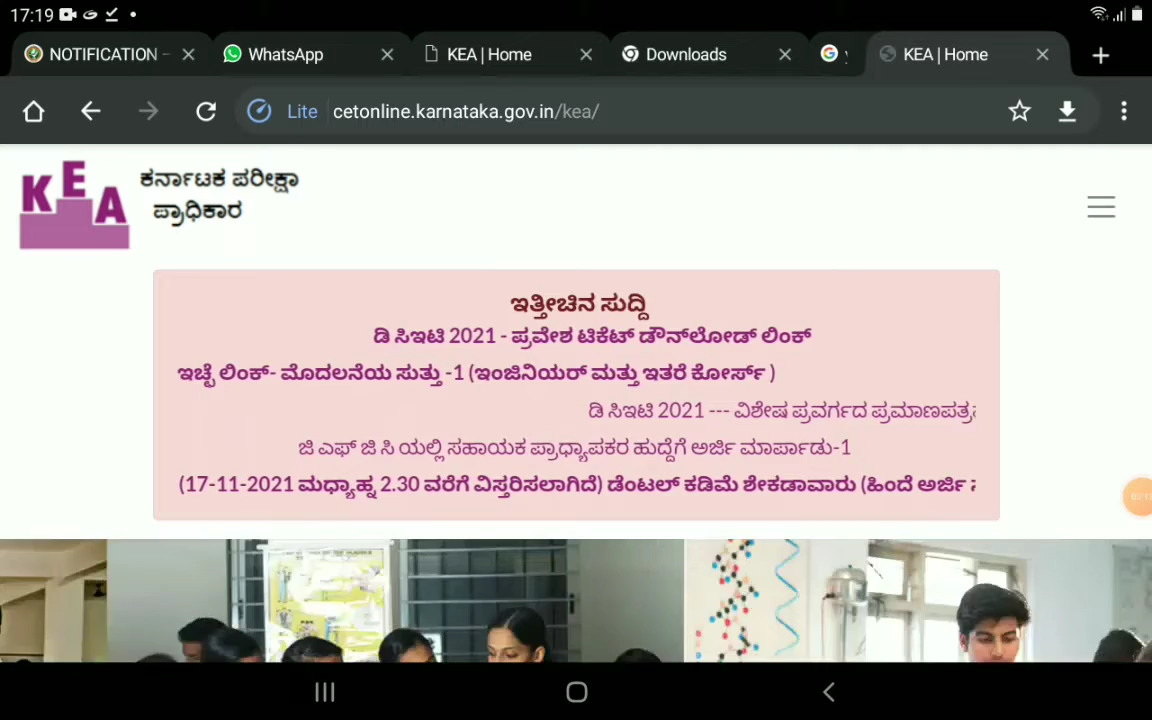 17:19
NOTIFICATION
WhatsApp
KEA | Home
Downloads
KEA | Home
Lite
cetonline.karnataka.gov.in/kea/
KEA
ಕರ್ನಾಟಕ ಪರೀಕ್ಷಾ
ಪ್ರಾಧಿಕಾರ
ಇತ್ತೀಚಿನ ಸುದ್ದಿ
ಡಿ ಸಿಇಟಿ 2021 - ಪ್ರವೇಶ ಟಿಕೆಟ್ ಡೌನ್‌ಲೋಡ್ ಲಿಂಕ್
ಇಚ್ಛೆ ಲಿಂಕ್- ಮೊದಲನೆಯ ಸುತ್ತು -1 (ಇಂಜಿನಿಯರ್ ಮತ್ತು ಇತರೆ ಕೋರ್ಸ್ )
ಡಿ ಸಿಇಟಿ 2021 --- ವಿಶೇಷ ಪ್ರವರ್ಗದ ಪ್ರಮಾಣಪತ್ರ
ಜಿ ಎಫ್ ಜಿ ಸಿ ಯಲ್ಲಿ ಸಹಾಯಕ ಪ್ರಾಧ್ಯಾಪಕರ ಹುದ್ದೆಗೆ ಅರ್ಜಿ ಮಾರ್ಪಾಡು-1
(17-11-2021 ಮಧ್ಯಾಹ್ನ 2.30 ವರೆಗೆ ವಿಸ್ತರಿಸಲಾಗಿದೆ) ಡೆಂಟಲ್ ಕಡಿಮೆ ಶೇಕಡಾವಾರು (ಹಿಂದೆ ಅರ್ಜಿ